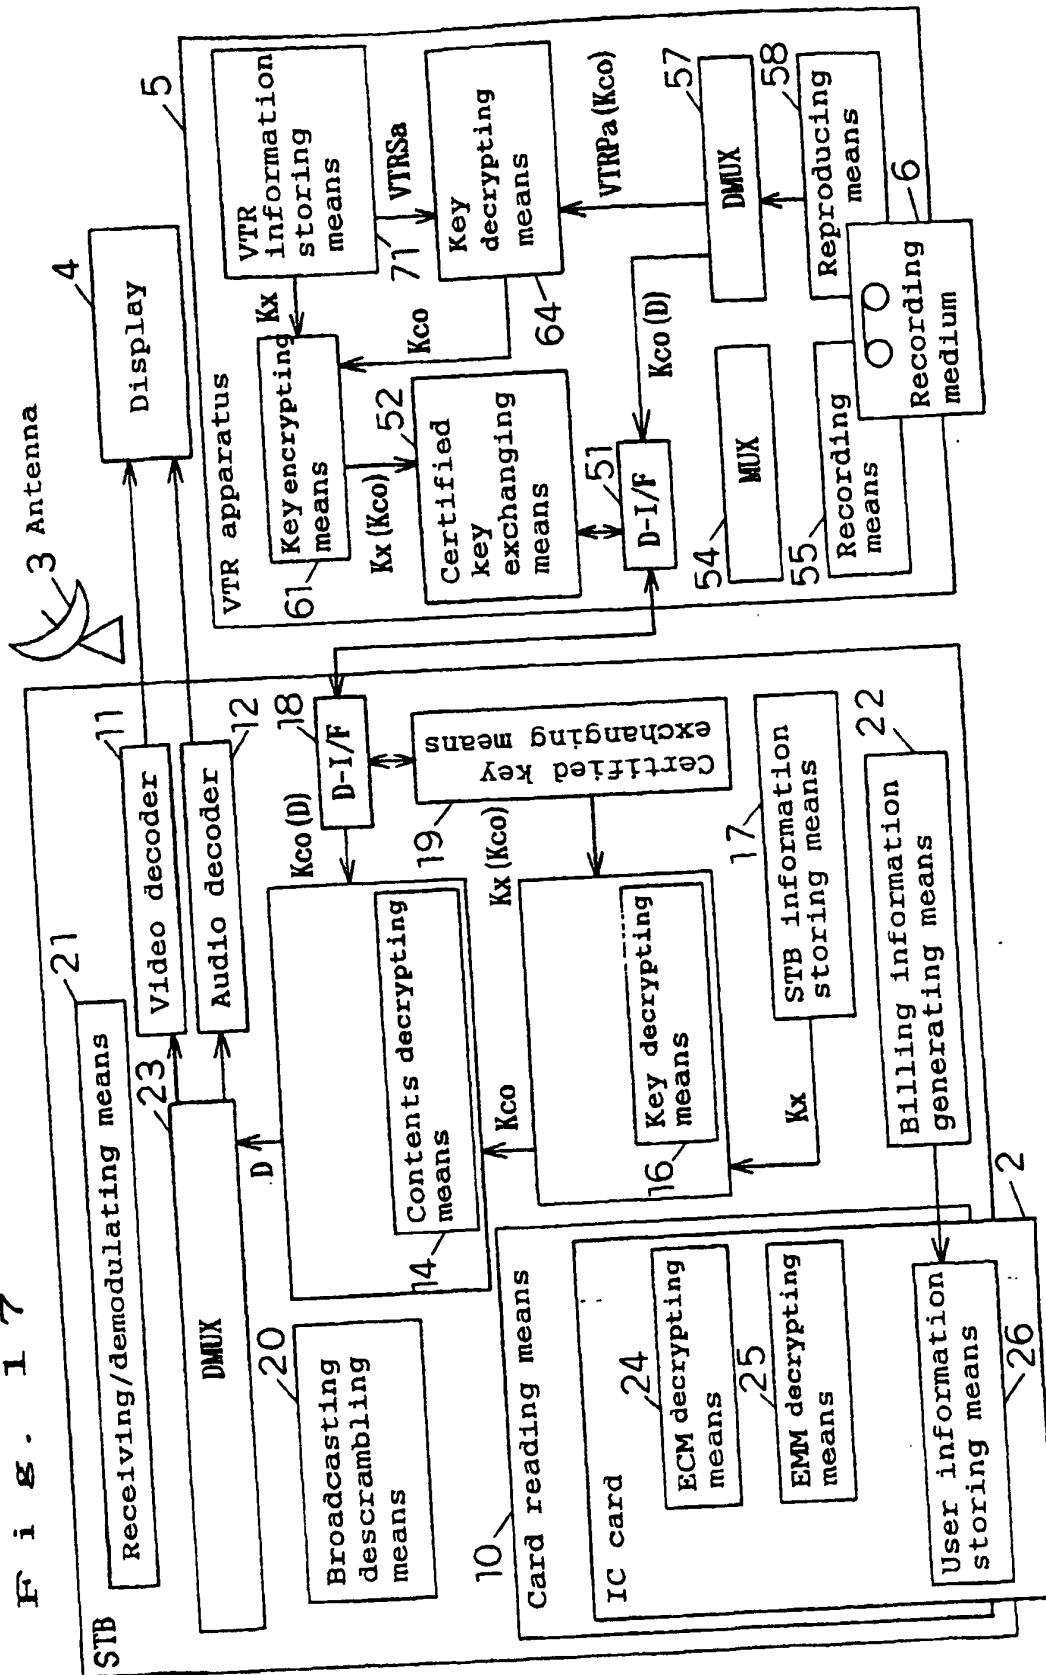 Fig. 17
STB
Receiving/demodulating means
21
3 Antenna
4
Display
DMUX
23
Video decoder
11
Audio decoder
12
D
20
Broadcasting
descrambling
means
Contents decrypting
means
14
Kco(D)
18
D-I/F
19
Certified key
exchanging means
Kco
Kx(Kco)
Key decrypting
means
16
Kx
17
STB information
storing means
22
Billing information
generating means
10
Card reading means
IC card
2
24
ECM decrypting
means
25
EMM decrypting
means
User information
storing means
26
5
VTR apparatus
VTR
information
storing
means
Kx
71
VTRSa
Key encrypting
means
61
Kco
Key
decrypting
means
64
Kx(Kco)
52
Certified
key
exchanging
means
VTRPa(Kco)
51
D-I/F
Kco(D)
54
MUX
DMUX
57
55
Recording
means
Reproducing
means
58
Recording
medium
6